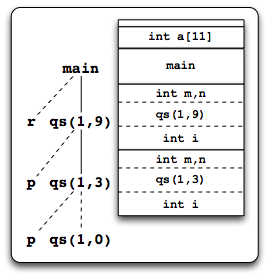 int a[11]
main
main
int m,n
r qs(1,9)
qs(1,9)
int i
int m,n
p qs(1,3)
qs(1,3)
int i
p qs(1,0)